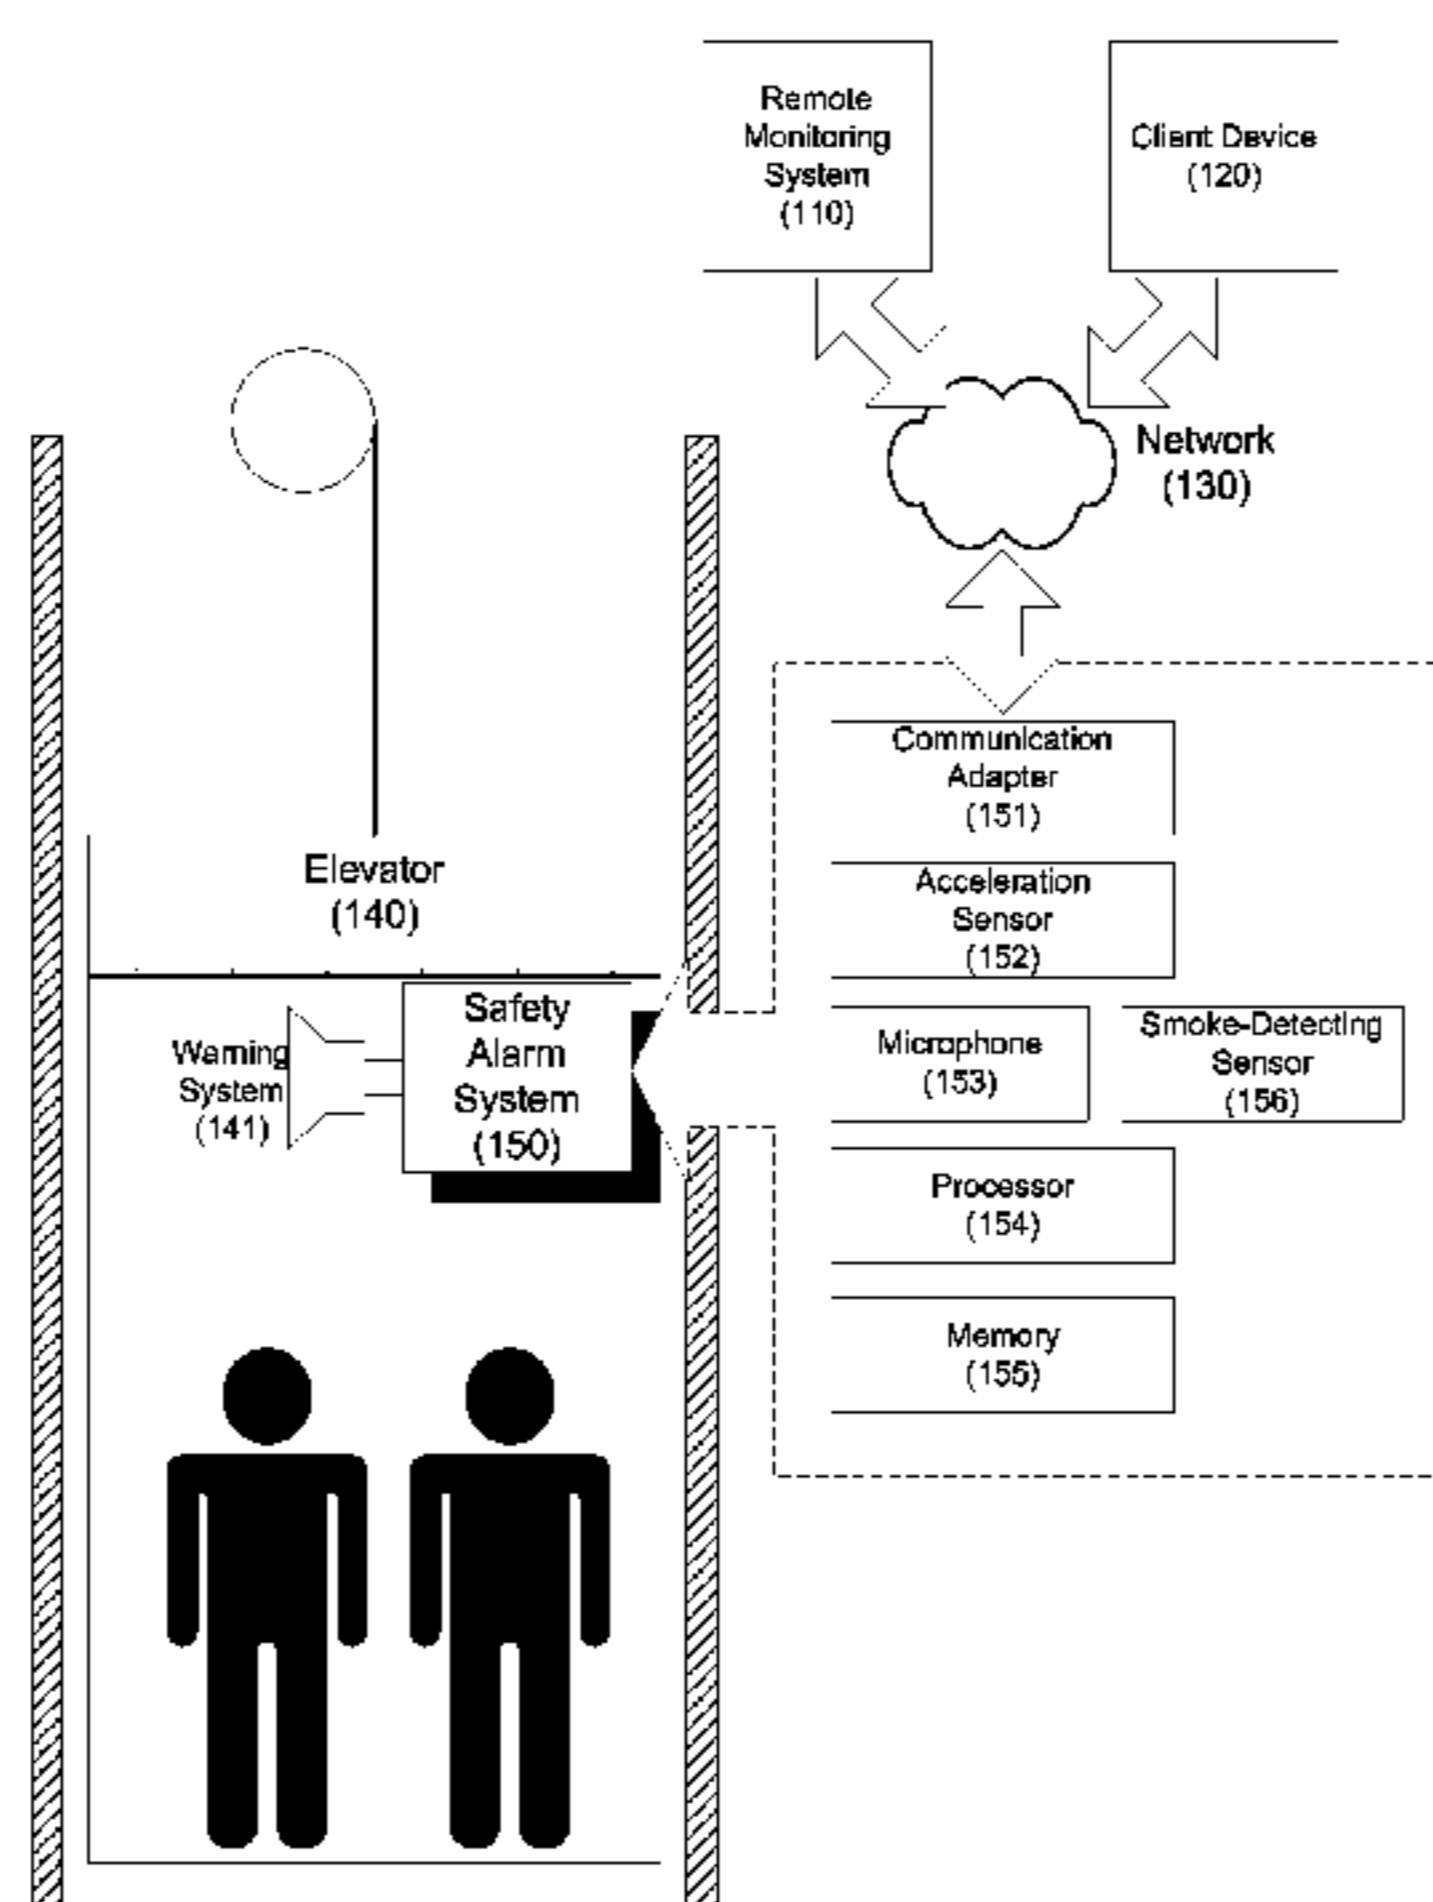 Remote
Monitoring
System
(110)
Client Device
(120)
Network
(130)
Elevator
(140)
Warning
System
(141)
Safety
Alarm
System
(150)
Communication
Adapter
(151)
Acceleration
Sensor
(152)
Microphone
(153)
Smoke-Detecting
Sensor
(156)
Processor
(154)
Memory
(155)